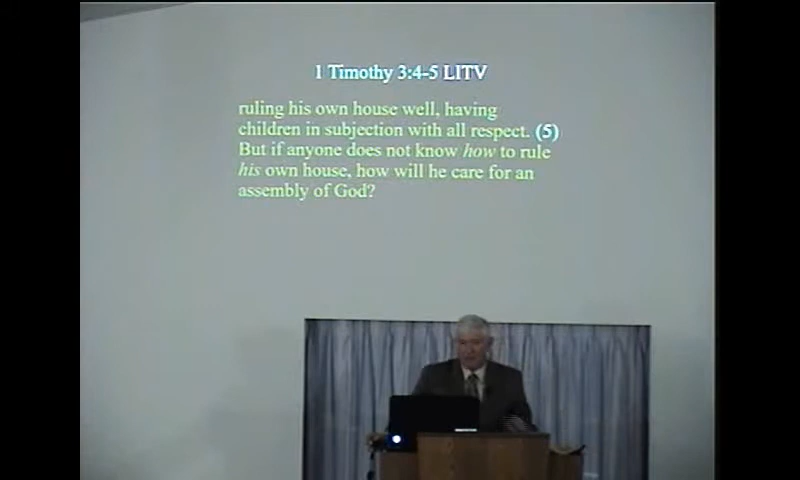 1 Timothy 3:4-5 LITV
ruling his own house well, having
children in subjection with all respect. (5)
But if anyone does not know how to rule
his own house, how will he care for an
assembly of God?